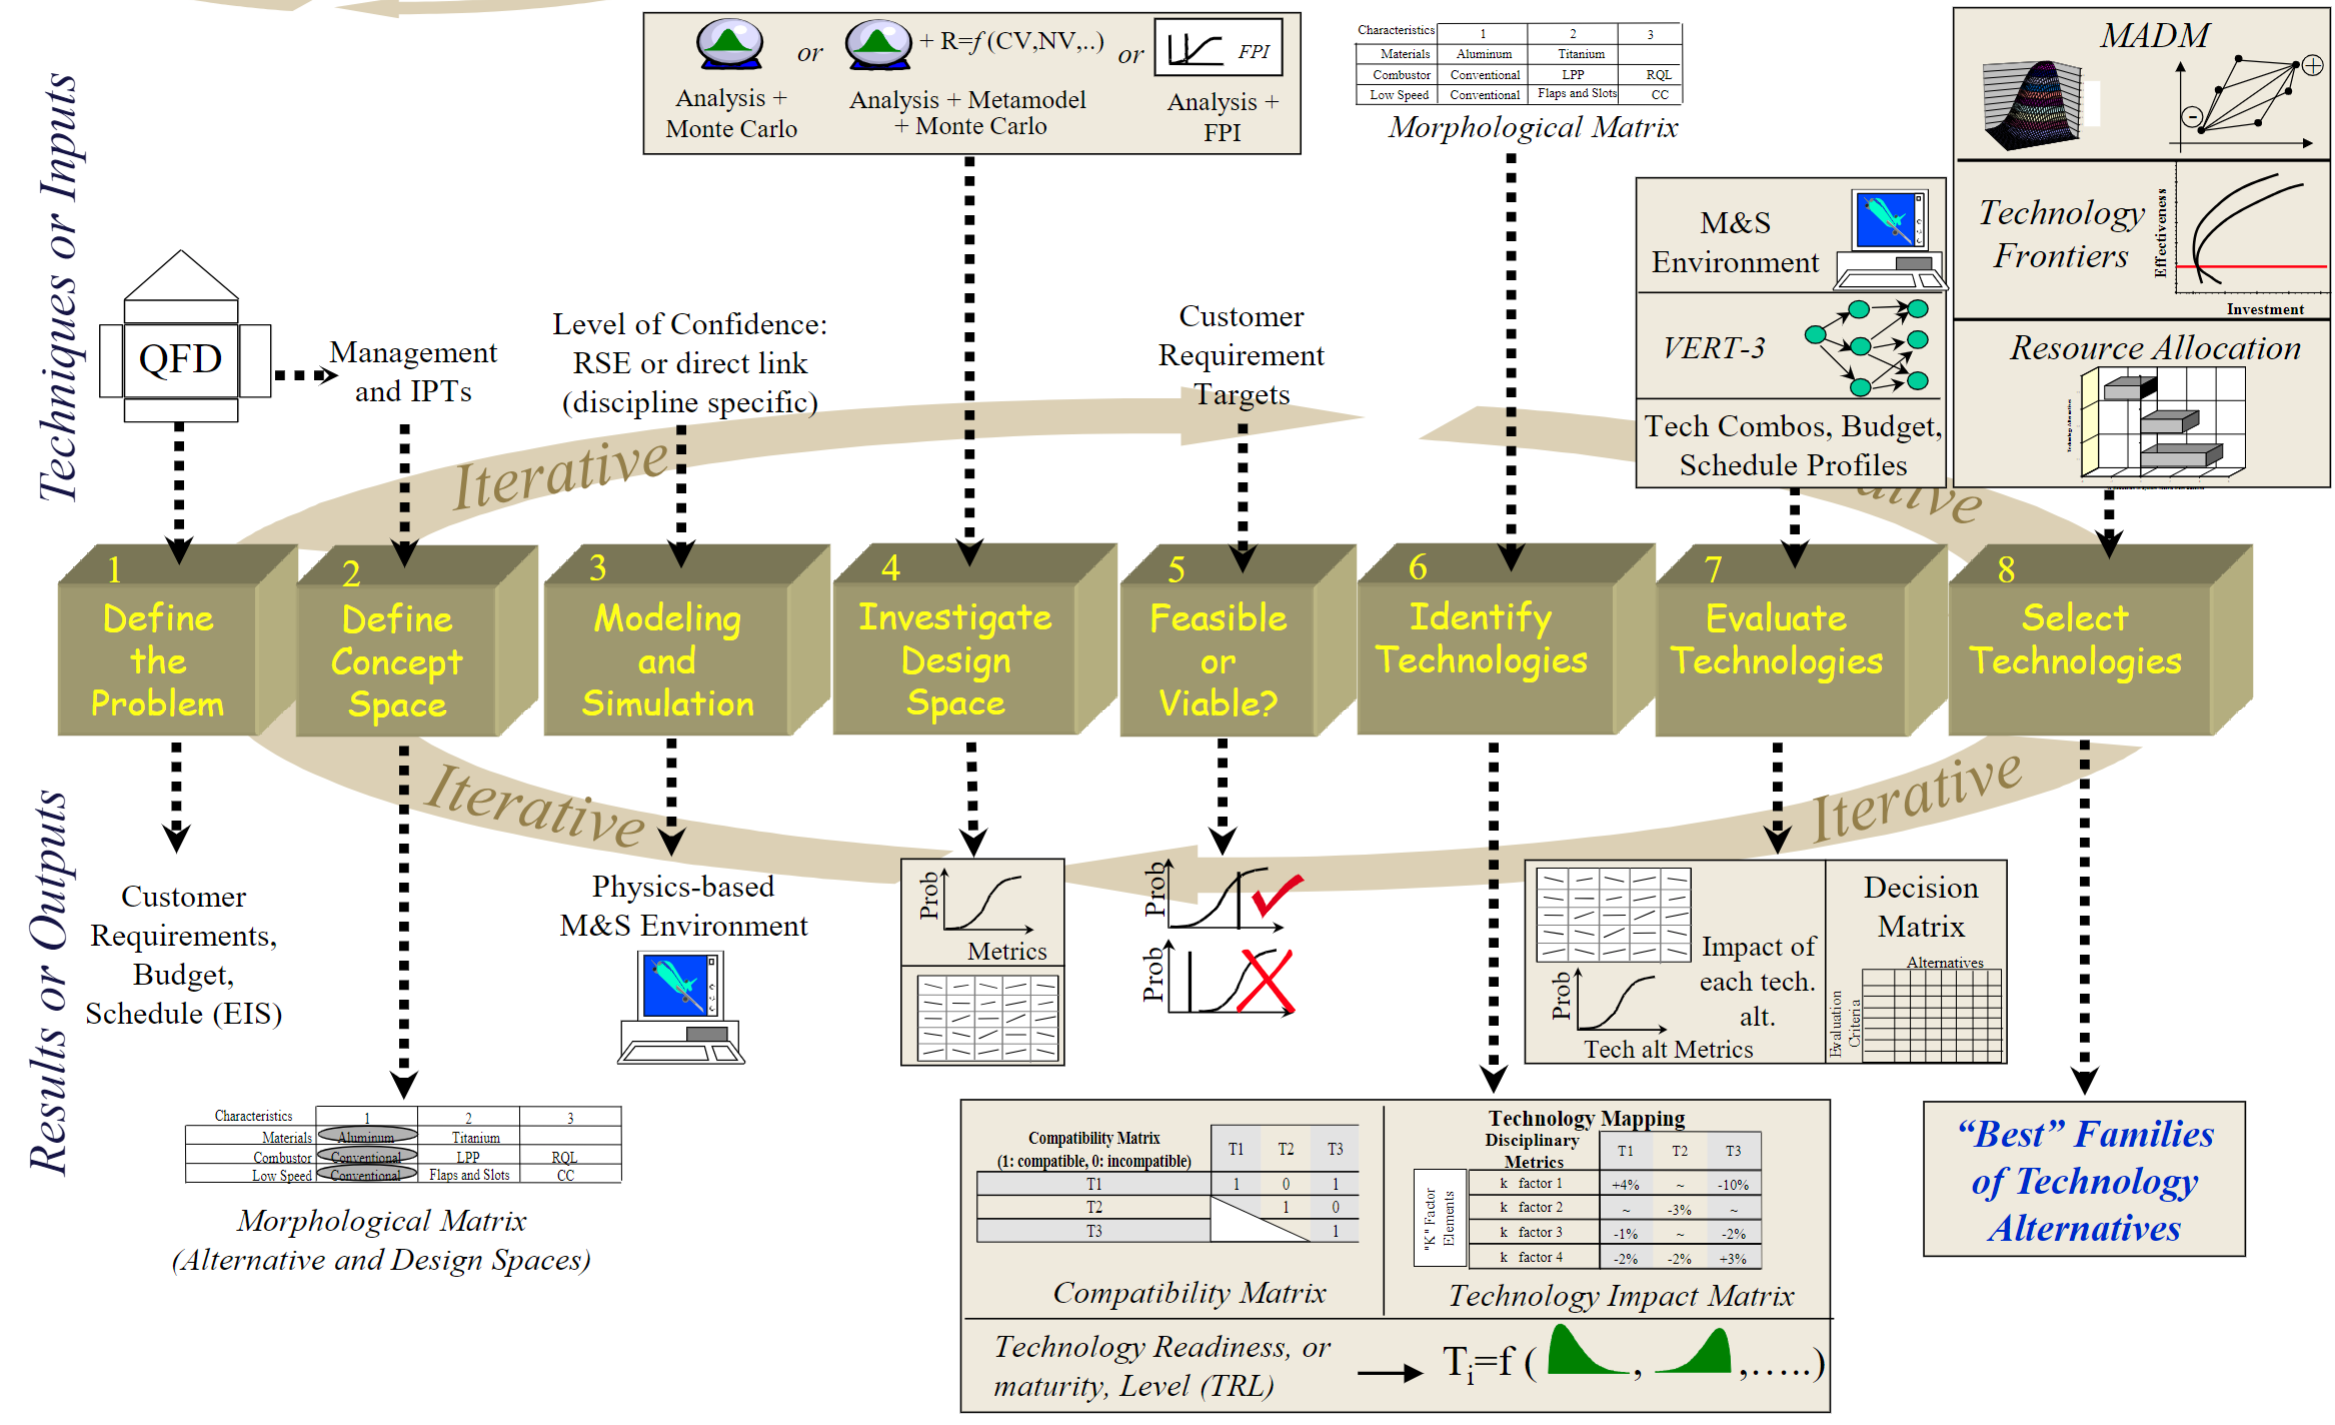 Techniques or Inputs
Results or Outputs
or
+ R=f (CV,NV,..)
or
FPI
Analysis +
Monte Carlo
Analysis + Metamodel
+ Monte Carlo
Analysis +
FPI
Characteristics 1 2 3
Materials Aluminum Titanium
Combustor Conventional LPP RQL
Low Speed Conventional Flaps and Slots CC
Morphological Matrix
MADM
+
-
Technology
Frontiers
Effectiveness
Investment
Resource Allocation
M&S
Environment
VERT-3
Tech Combos, Budget,
Schedule Profiles
QFD
Management
and IPTs
Level of Confidence:
RSE or direct link
(discipline specific)
Customer
Requirement
Targets
Iterative
ative
1
Define
the
Problem
2
Define
Concept
Space
3
Modeling
and
Simulation
4
Investigate
Design
Space
5
Feasible
or
Viable?
6
Identify
Technologies
7
Evaluate
Technologies
8
Select
Technologies
Iterative
Iterative
Customer
Requirements,
Budget,
Schedule (EIS)
Physics-based
M&S Environment
Prob
Metrics
Prob
Prob
Impact of
each tech.
alt.
Prob
Tech alt Metrics
Decision
Matrix
Alternatives
Evaluation
Criteria
Characteristics 1 2 3
Materials Aluminum Titanium
Combustor Conventional LPP RQL
Low Speed Conventional Flaps and Slots CC
Morphological Matrix
(Alternative and Design Spaces)
Compatibility Matrix
(1: compatible, 0: incompatible)
T1 T2 T3
T1 1 0 1
T2 1 0
T3 1
Compatibility Matrix
Technology Mapping
Disciplinary
Metrics
T1 T2 T3
"K" Factor
Elements
k factor 1 +4% ~ -10%
k factor 2 ~ -3% ~
k factor 3 -1% ~ -2%
k factor 4 -2% -2% +3%
Technology Impact Matrix
Technology Readiness, or
maturity, Level (TRL)
Ti=f ( , ,…..)
“Best” Families
of Technology
Alternatives